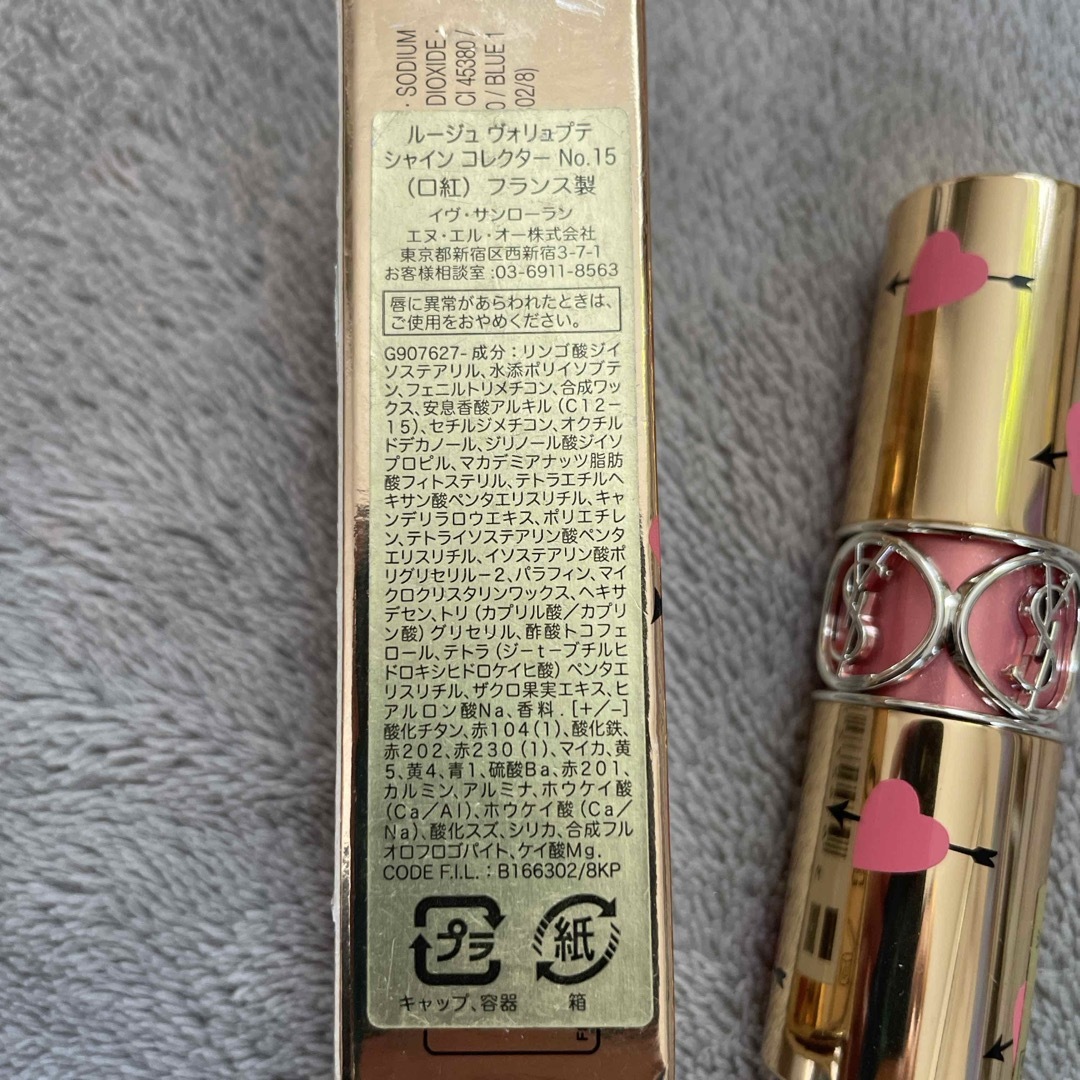 · SODIUM
DIOXIDE ·
CI 45380 /
0 / BLUE 1
02/8)
ルージュ ヴォリュプテ
シャイン コレクター No.15
（口紅） フランス製
イヴ・サンローラン
エヌ・エル・オー株式会社
東京都新宿区西新宿3-7-1
お客様相談室:03-6911-8563
唇に異常があらわれたときは、
ご使用をおやめください。
G907627- 成分：リンゴ酸ジイ
ソステアリル、水添ポリイソブテ
ン、フェニルトリメチコン、合成ワッ
クス、安息香酸アルキル（C12-
15）、セチルジメチコン、オクチル
ドデカノール、ジリノール酸ジイソ
プロピル、マカデミアナッツ脂肪
酸フィトステリル、テトラエチルヘ
キサン酸ペンタエリスリチル、キャ
ンデリラロウエキス、ポリエチレ
ン、テトライソステアリン酸ペンタ
エリスリチル、イソステアリン酸ポ
リグリセリル－2、パラフィン、マイ
クロクリスタリンワックス、ヘキサ
デセン、トリ（カプリル酸／カプリ
ン酸）グリセリル、酢酸トコフェ
ロール、テトラ（ジーtーブチルヒ
ドロキシヒドロケイヒ酸）ペンタエ
リスリチル、ザクロ果実エキス、ヒ
アルロン酸Na、香料．[＋/－]
酸化チタン、赤104(1)、酸化鉄、
赤202、赤230（1）、マイカ、黄
5、黄4、青1、硫酸Ba、赤201、
カルミン、アルミナ、ホウケイ酸
（Ca／Al）、ホウケイ酸（Ca／
Na）、酸化スズ、シリカ、合成フル
オロフロゴパイト、ケイ酸Mg．
CODE F.I.L. : B166302/8KP
プラ
紙
キャップ、容器
箱
YSL
YSL